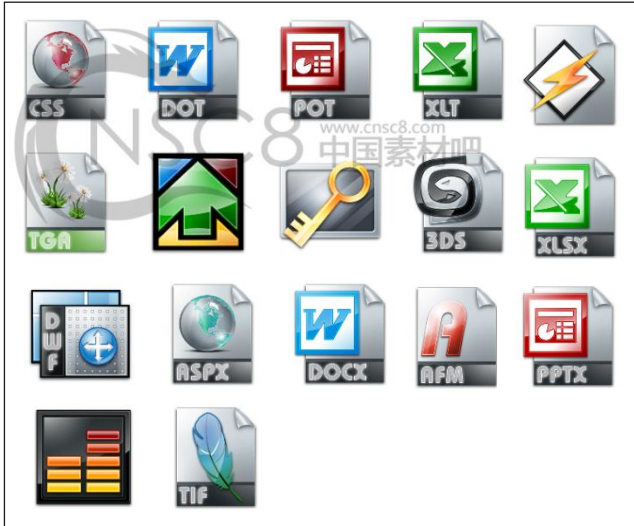 CSS
DOT
POT
XLT
CNSC8
www.cnsc8.com
中国素材吧
TGA
3DS
XLSX
DWF
ASPX
DOCX
AFM
PPTX
TIF